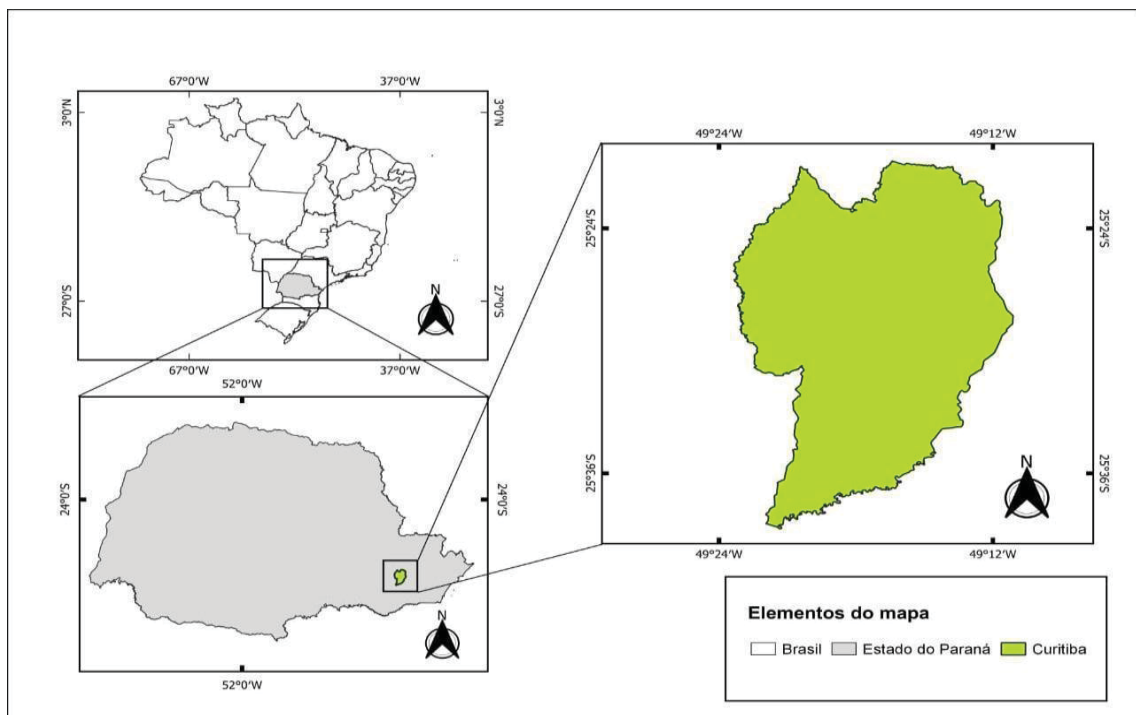 67°0'W 37°0'W
3°0'N 3°0'N
27°0'S 27°0'S
N
67°0'W 37°0'W
52°0'W
24°0'S 24°0'S
N
52°0'W
49°24'W 49°12'W
25°24'S 25°24'S
25°36'S 25°36'S
N
49°24'W 49°12'W
Elementos do mapa
Brasil Estado do Paraná Curitiba